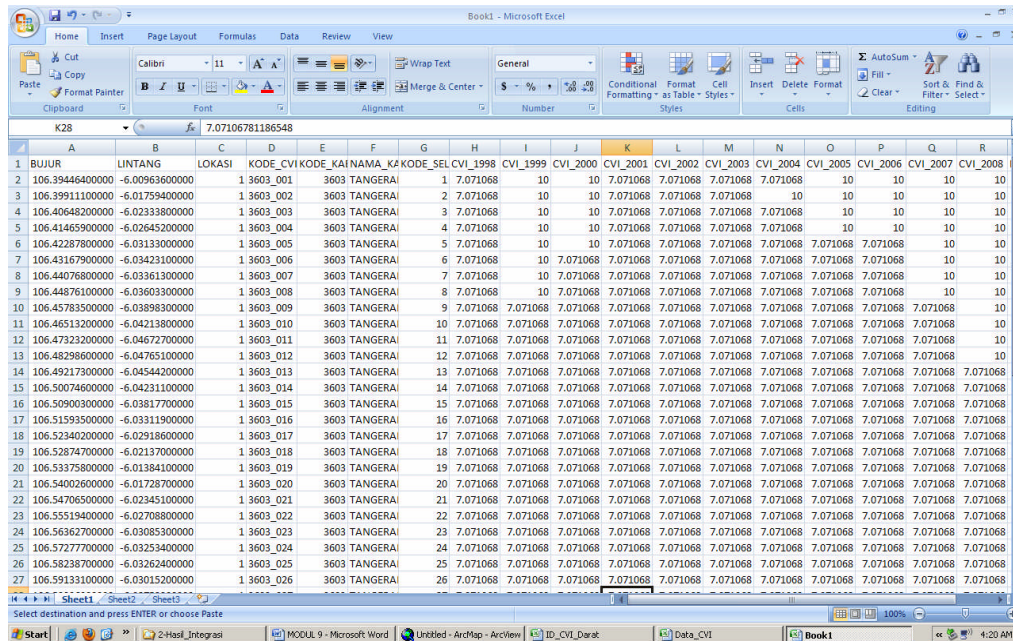 Book1 - Microsoft Excel
Home Insert Page Layout Formulas Data Review View
Cut
Copy
Format Painter
Paste
Calibri 11
Wrap Text
Merge & Center
General
Conditional Formatting
Format as Table
Cell Styles
Insert Delete Format
AutoSum
Fill
Clear
Sort & Filter
Find & Select
Clipboard Font Alignment Number Styles Cells Editing
K28 fx 7.07106781186548
A B C D E F G H I J K L M N O P Q R
1 BUJUR LINTANG LOKASI KODE_CVI KODE_KAI NAMA_KA KODE_SEL CVI_1998 CVI_1999 CVI_2000 CVI_2001 CVI_2002 CVI_2003 CVI_2004 CVI_2005 CVI_2006 CVI_2007 CVI_2008
2 106.39446400000 -6.00963600000 1 3603_001 3603 TANGERAI 1 7.071068 10 10 7.071068 7.071068 7.071068 7.071068 10 10 10 10
3 106.39911100000 -6.01759400000 1 3603_002 3603 TANGERAI 2 7.071068 10 10 7.071068 7.071068 7.071068 10 10 10 10 10
4 106.40648200000 -6.02333800000 1 3603_003 3603 TANGERAI 3 7.071068 10 10 7.071068 7.071068 7.071068 7.071068 10 10 10 10
5 106.41465900000 -6.02645200000 1 3603_004 3603 TANGERAI 4 7.071068 10 10 7.071068 7.071068 7.071068 7.071068 10 10 10 10
6 106.42287800000 -6.03133000000 1 3603_005 3603 TANGERAI 5 7.071068 10 10 7.071068 7.071068 7.071068 7.071068 7.071068 7.071068 10 10
7 106.43167900000 -6.03423100000 1 3603_006 3603 TANGERAI 6 7.071068 10 7.071068 7.071068 7.071068 7.071068 7.071068 7.071068 7.071068 10 10
8 106.44076800000 -6.03361300000 1 3603_007 3603 TANGERAI 7 7.071068 10 7.071068 7.071068 7.071068 7.071068 7.071068 7.071068 7.071068 10 10
9 106.44876100000 -6.03603300000 1 3603_008 3603 TANGERAI 8 7.071068 10 7.071068 7.071068 7.071068 7.071068 7.071068 7.071068 7.071068 10 10
10 106.45783500000 -6.03898300000 1 3603_009 3603 TANGERAI 9 7.071068 7.071068 7.071068 7.071068 7.071068 7.071068 7.071068 7.071068 7.071068 7.071068 10
11 106.46513200000 -6.04213800000 1 3603_010 3603 TANGERAI 10 7.071068 7.071068 7.071068 7.071068 7.071068 7.071068 7.071068 7.071068 7.071068 7.071068 10
12 106.47323200000 -6.04672700000 1 3603_011 3603 TANGERAI 11 7.071068 7.071068 7.071068 7.071068 7.071068 7.071068 7.071068 7.071068 7.071068 7.071068 10
13 106.48298600000 -6.04765100000 1 3603_012 3603 TANGERAI 12 7.071068 7.071068 7.071068 7.071068 7.071068 7.071068 7.071068 7.071068 7.071068 7.071068 10
14 106.49217300000 -6.04544200000 1 3603_013 3603 TANGERAI 13 7.071068 7.071068 7.071068 7.071068 7.071068 7.071068 7.071068 7.071068 7.071068 7.071068 7.071068
15 106.50074600000 -6.04231100000 1 3603_014 3603 TANGERAI 14 7.071068 7.071068 7.071068 7.071068 7.071068 7.071068 7.071068 7.071068 7.071068 7.071068 7.071068
16 106.50900300000 -6.03817700000 1 3603_015 3603 TANGERAI 15 7.071068 7.071068 7.071068 7.071068 7.071068 7.071068 7.071068 7.071068 7.071068 7.071068 7.071068
17 106.51593500000 -6.03311900000 1 3603_016 3603 TANGERAI 16 7.071068 7.071068 7.071068 7.071068 7.071068 7.071068 7.071068 7.071068 7.071068 7.071068 7.071068
18 106.52340200000 -6.02918600000 1 3603_017 3603 TANGERAI 17 7.071068 7.071068 7.071068 7.071068 7.071068 7.071068 7.071068 7.071068 7.071068 7.071068 7.071068
19 106.52874700000 -6.02137000000 1 3603_018 3603 TANGERAI 18 7.071068 7.071068 7.071068 7.071068 7.071068 7.071068 7.071068 7.071068 7.071068 7.071068 7.071068
20 106.53375800000 -6.01384100000 1 3603_019 3603 TANGERAI 19 7.071068 7.071068 7.071068 7.071068 7.071068 7.071068 7.071068 7.071068 7.071068 7.071068 7.071068
21 106.54002600000 -6.01728700000 1 3603_020 3603 TANGERAI 20 7.071068 7.071068 7.071068 7.071068 7.071068 7.071068 7.071068 7.071068 7.071068 7.071068 7.071068
22 106.54706500000 -6.02345100000 1 3603_021 3603 TANGERAI 21 7.071068 7.071068 7.071068 7.071068 7.071068 7.071068 7.071068 7.071068 7.071068 7.071068 7.071068
23 106.55519400000 -6.02708800000 1 3603_022 3603 TANGERAI 22 7.071068 7.071068 7.071068 7.071068 7.071068 7.071068 7.071068 7.071068 7.071068 7.071068 7.071068
24 106.56362700000 -6.03085300000 1 3603_023 3603 TANGERAI 23 7.071068 7.071068 7.071068 7.071068 7.071068 7.071068 7.071068 7.071068 7.071068 7.071068 7.071068
25 106.57277700000 -6.03253400000 1 3603_024 3603 TANGERAI 24 7.071068 7.071068 7.071068 7.071068 7.071068 7.071068 7.071068 7.071068 7.071068 7.071068 7.071068
26 106.58238700000 -6.03262400000 1 3603_025 3603 TANGERAI 25 7.071068 7.071068 7.071068 7.071068 7.071068 7.071068 7.071068 7.071068 7.071068 7.071068 7.071068
27 106.59133100000 -6.03015200000 1 3603_026 3603 TANGERAI 26 7.071068 7.071068 7.071068 7.071068 7.071068 7.071068 7.071068 7.071068 7.071068 7.071068 7.071068
Sheet1 Sheet2 Sheet3
Select destination and press ENTER or choose Paste 100%
Start 2-Hasil_Integrasi MODUL 9 - Microsoft Word Untitled - ArcMap - ArcView ID_CVI_Darat Data_CVI Book1 4:20 AM